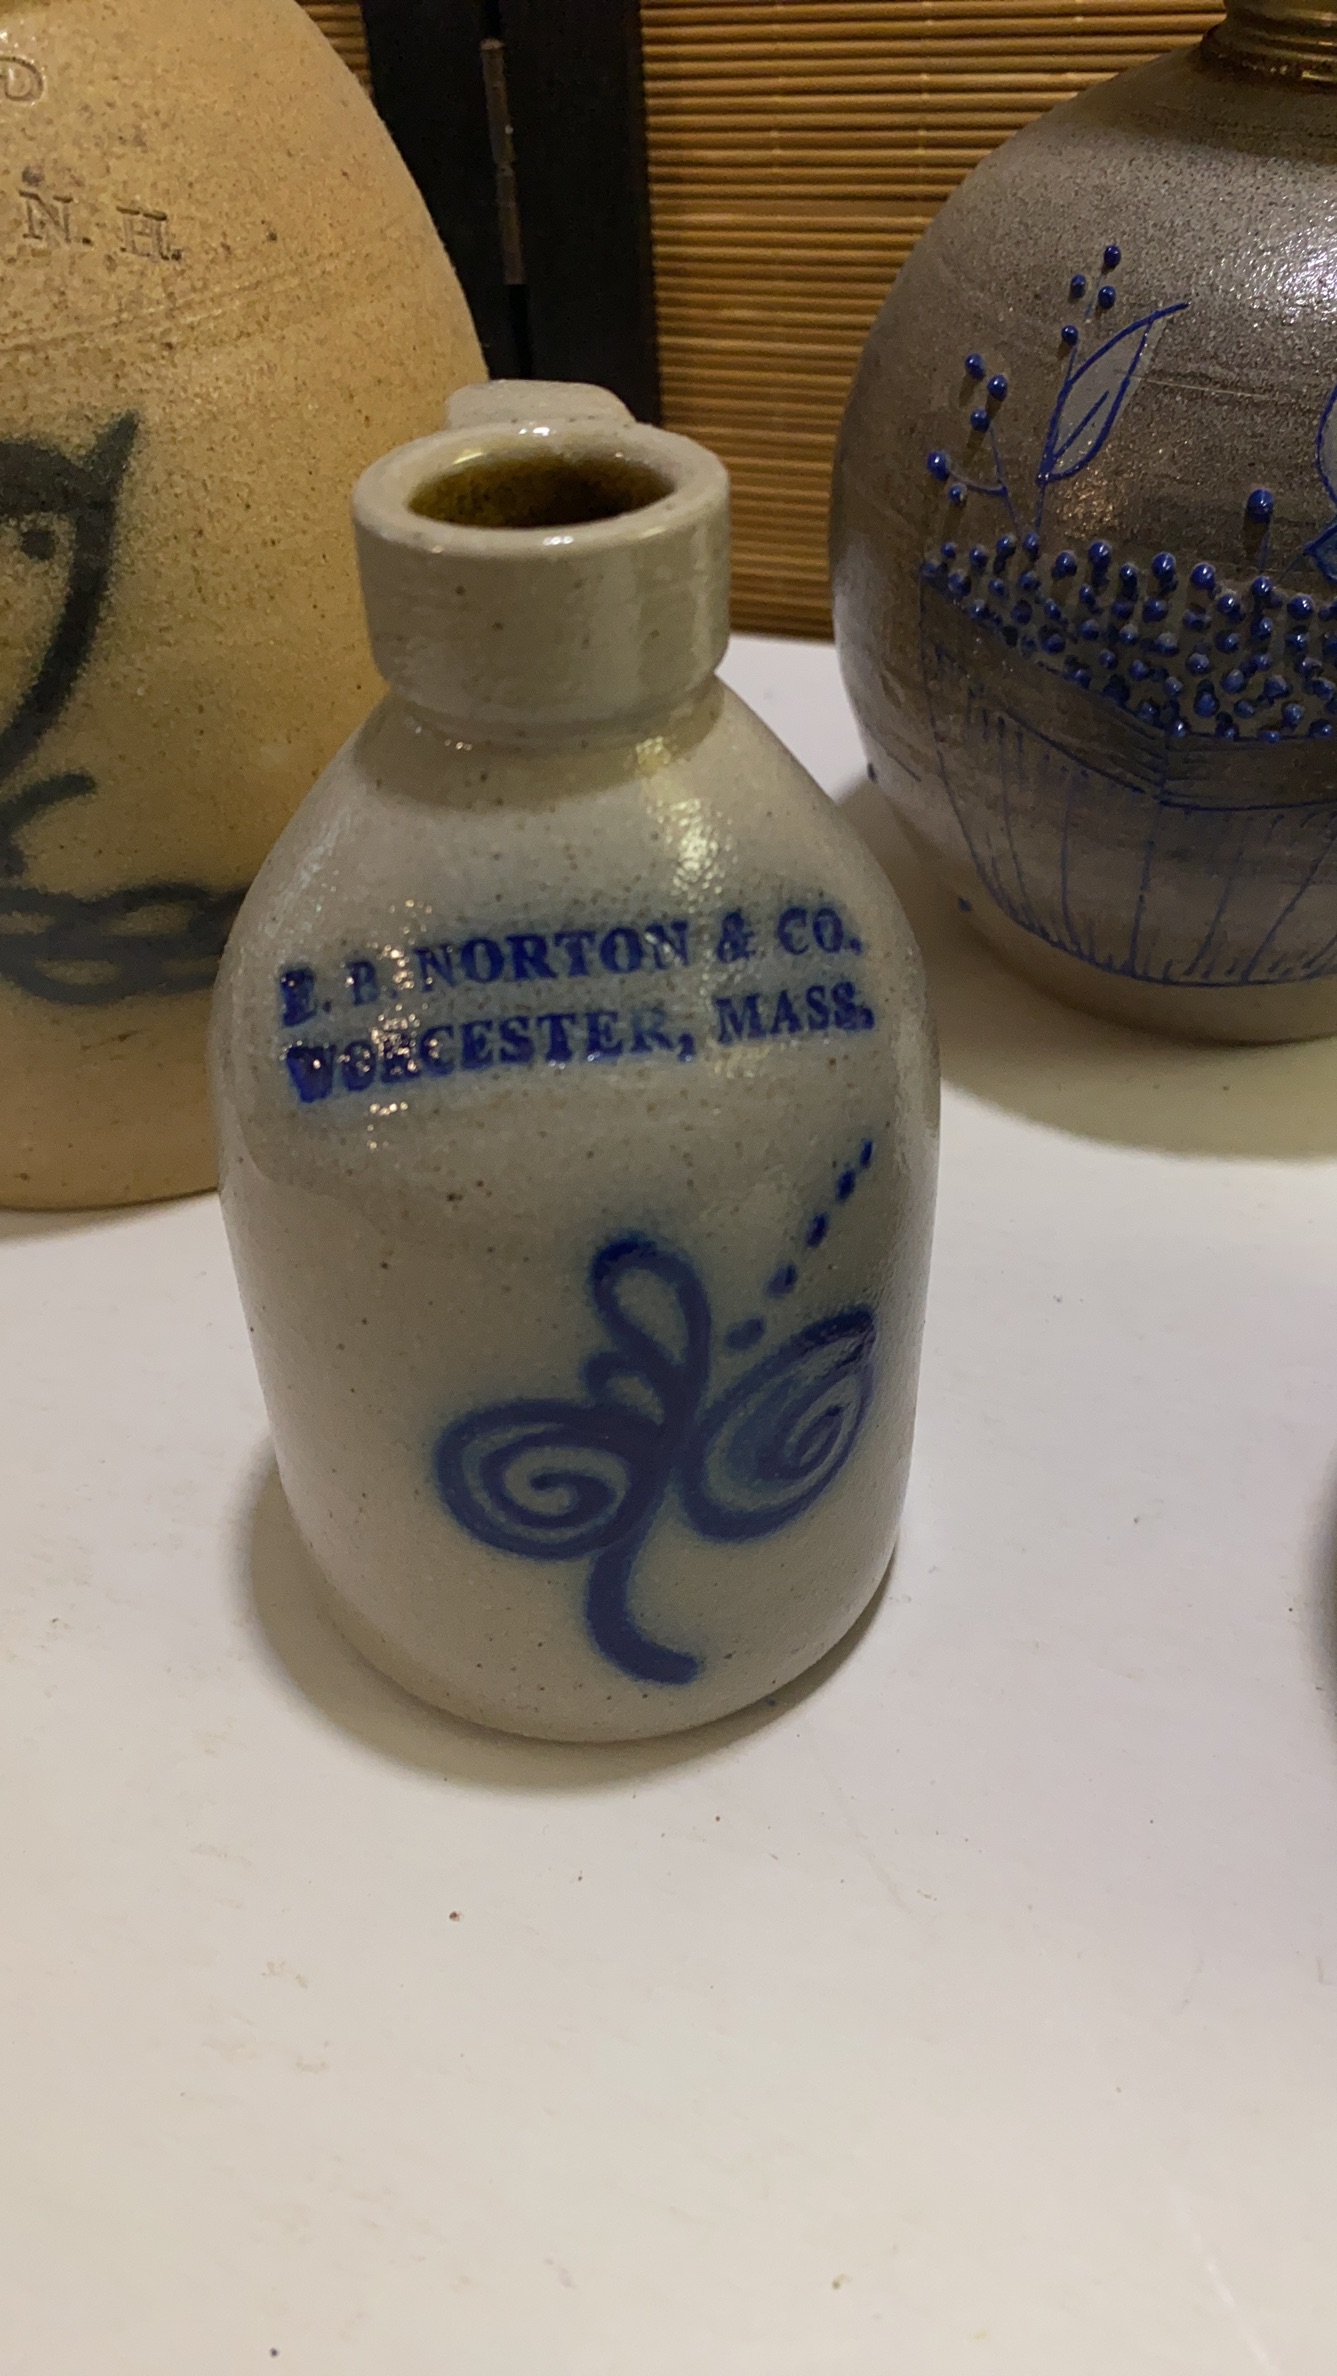 D
N. H.
F. B. NORTON & CO.
WORCESTER, MASS.